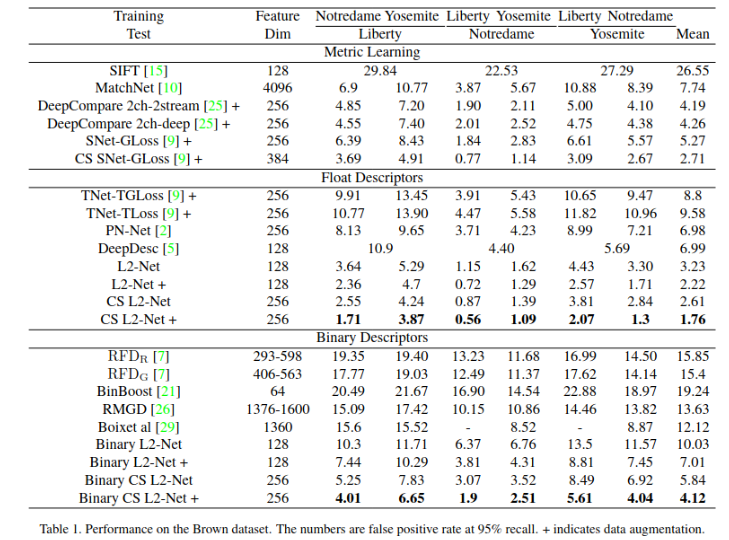 Training Feature Notredame Yosemite Liberty Yosemite Liberty Notredame
Test Dim Liberty Notredame Yosemite Mean
Metric Learning
SIFT [15] 128 29.84 22.53 27.29 26.55
MatchNet [10] 4096 6.9 10.77 3.87 5.67 10.88 8.39 7.74
DeepCompare 2ch-2stream [25] + 256 4.85 7.20 1.90 2.11 5.00 4.10 4.19
DeepCompare 2ch-deep [25] + 256 4.55 7.40 2.01 2.52 4.75 4.38 4.26
SNet-GLoss [9] + 256 6.39 8.43 1.84 2.83 6.61 5.57 5.27
CS SNet-GLoss [9] + 384 3.69 4.91 0.77 1.14 3.09 2.67 2.71
Float Descriptors
TNet-TGLoss [9] + 256 9.91 13.45 3.91 5.43 10.65 9.47 8.8
TNet-TLoss [9] + 256 10.77 13.90 4.47 5.58 11.82 10.96 9.58
PN-Net [2] 256 8.13 9.65 3.71 4.23 8.99 7.21 6.98
DeepDesc [5] 128 10.9 4.40 5.69 6.99
L2-Net 128 3.64 5.29 1.15 1.62 4.43 3.30 3.23
L2-Net + 128 2.36 4.7 0.72 1.29 2.57 1.71 2.22
CS L2-Net 256 2.55 4.24 0.87 1.39 3.81 2.84 2.61
CS L2-Net + 256 1.71 3.87 0.56 1.09 2.07 1.3 1.76
Binary Descriptors
RFD_R [7] 293-598 19.35 19.40 13.23 11.68 16.99 14.50 15.85
RFD_G [7] 406-563 17.77 19.03 12.49 11.37 17.62 14.14 15.4
BinBoost [21] 64 20.49 21.67 16.90 14.54 22.88 18.97 19.24
RMGD [26] 1376-1600 15.09 17.42 10.15 10.86 14.46 13.82 13.63
Boixet al [29] 1360 15.6 15.52 - 8.52 - 8.87 12.12
Binary L2-Net 128 10.3 11.71 6.37 6.76 13.5 11.57 10.03
Binary L2-Net + 128 7.44 10.29 3.81 4.31 8.81 7.45 7.01
Binary CS L2-Net 256 5.25 7.83 3.07 3.52 8.49 6.92 5.84
Binary CS L2-Net + 256 4.01 6.65 1.9 2.51 5.61 4.04 4.12
Table 1. Performance on the Brown dataset. The numbers are false positive rate at 95% recall. + indicates data augmentation.